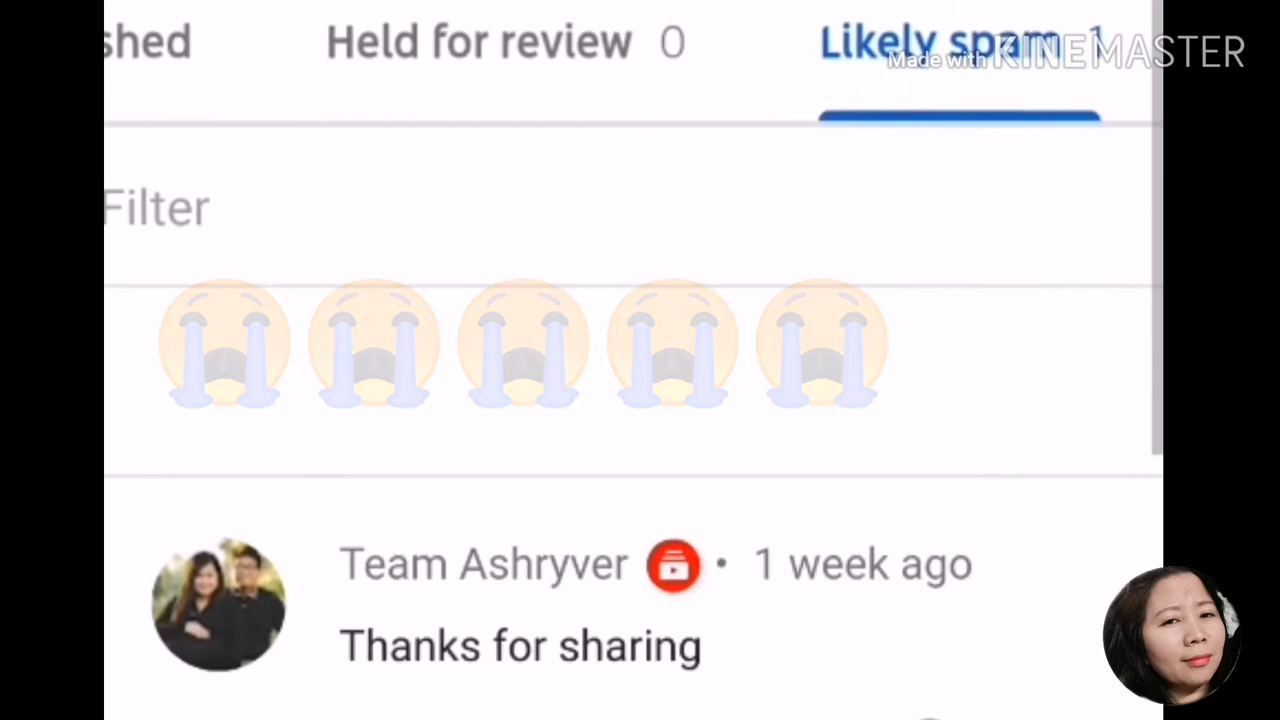 shed Held for review 0 Likely spam 1
Made with KINEMASTER
Filter
Team Ashryver • 1 week ago
Thanks for sharing